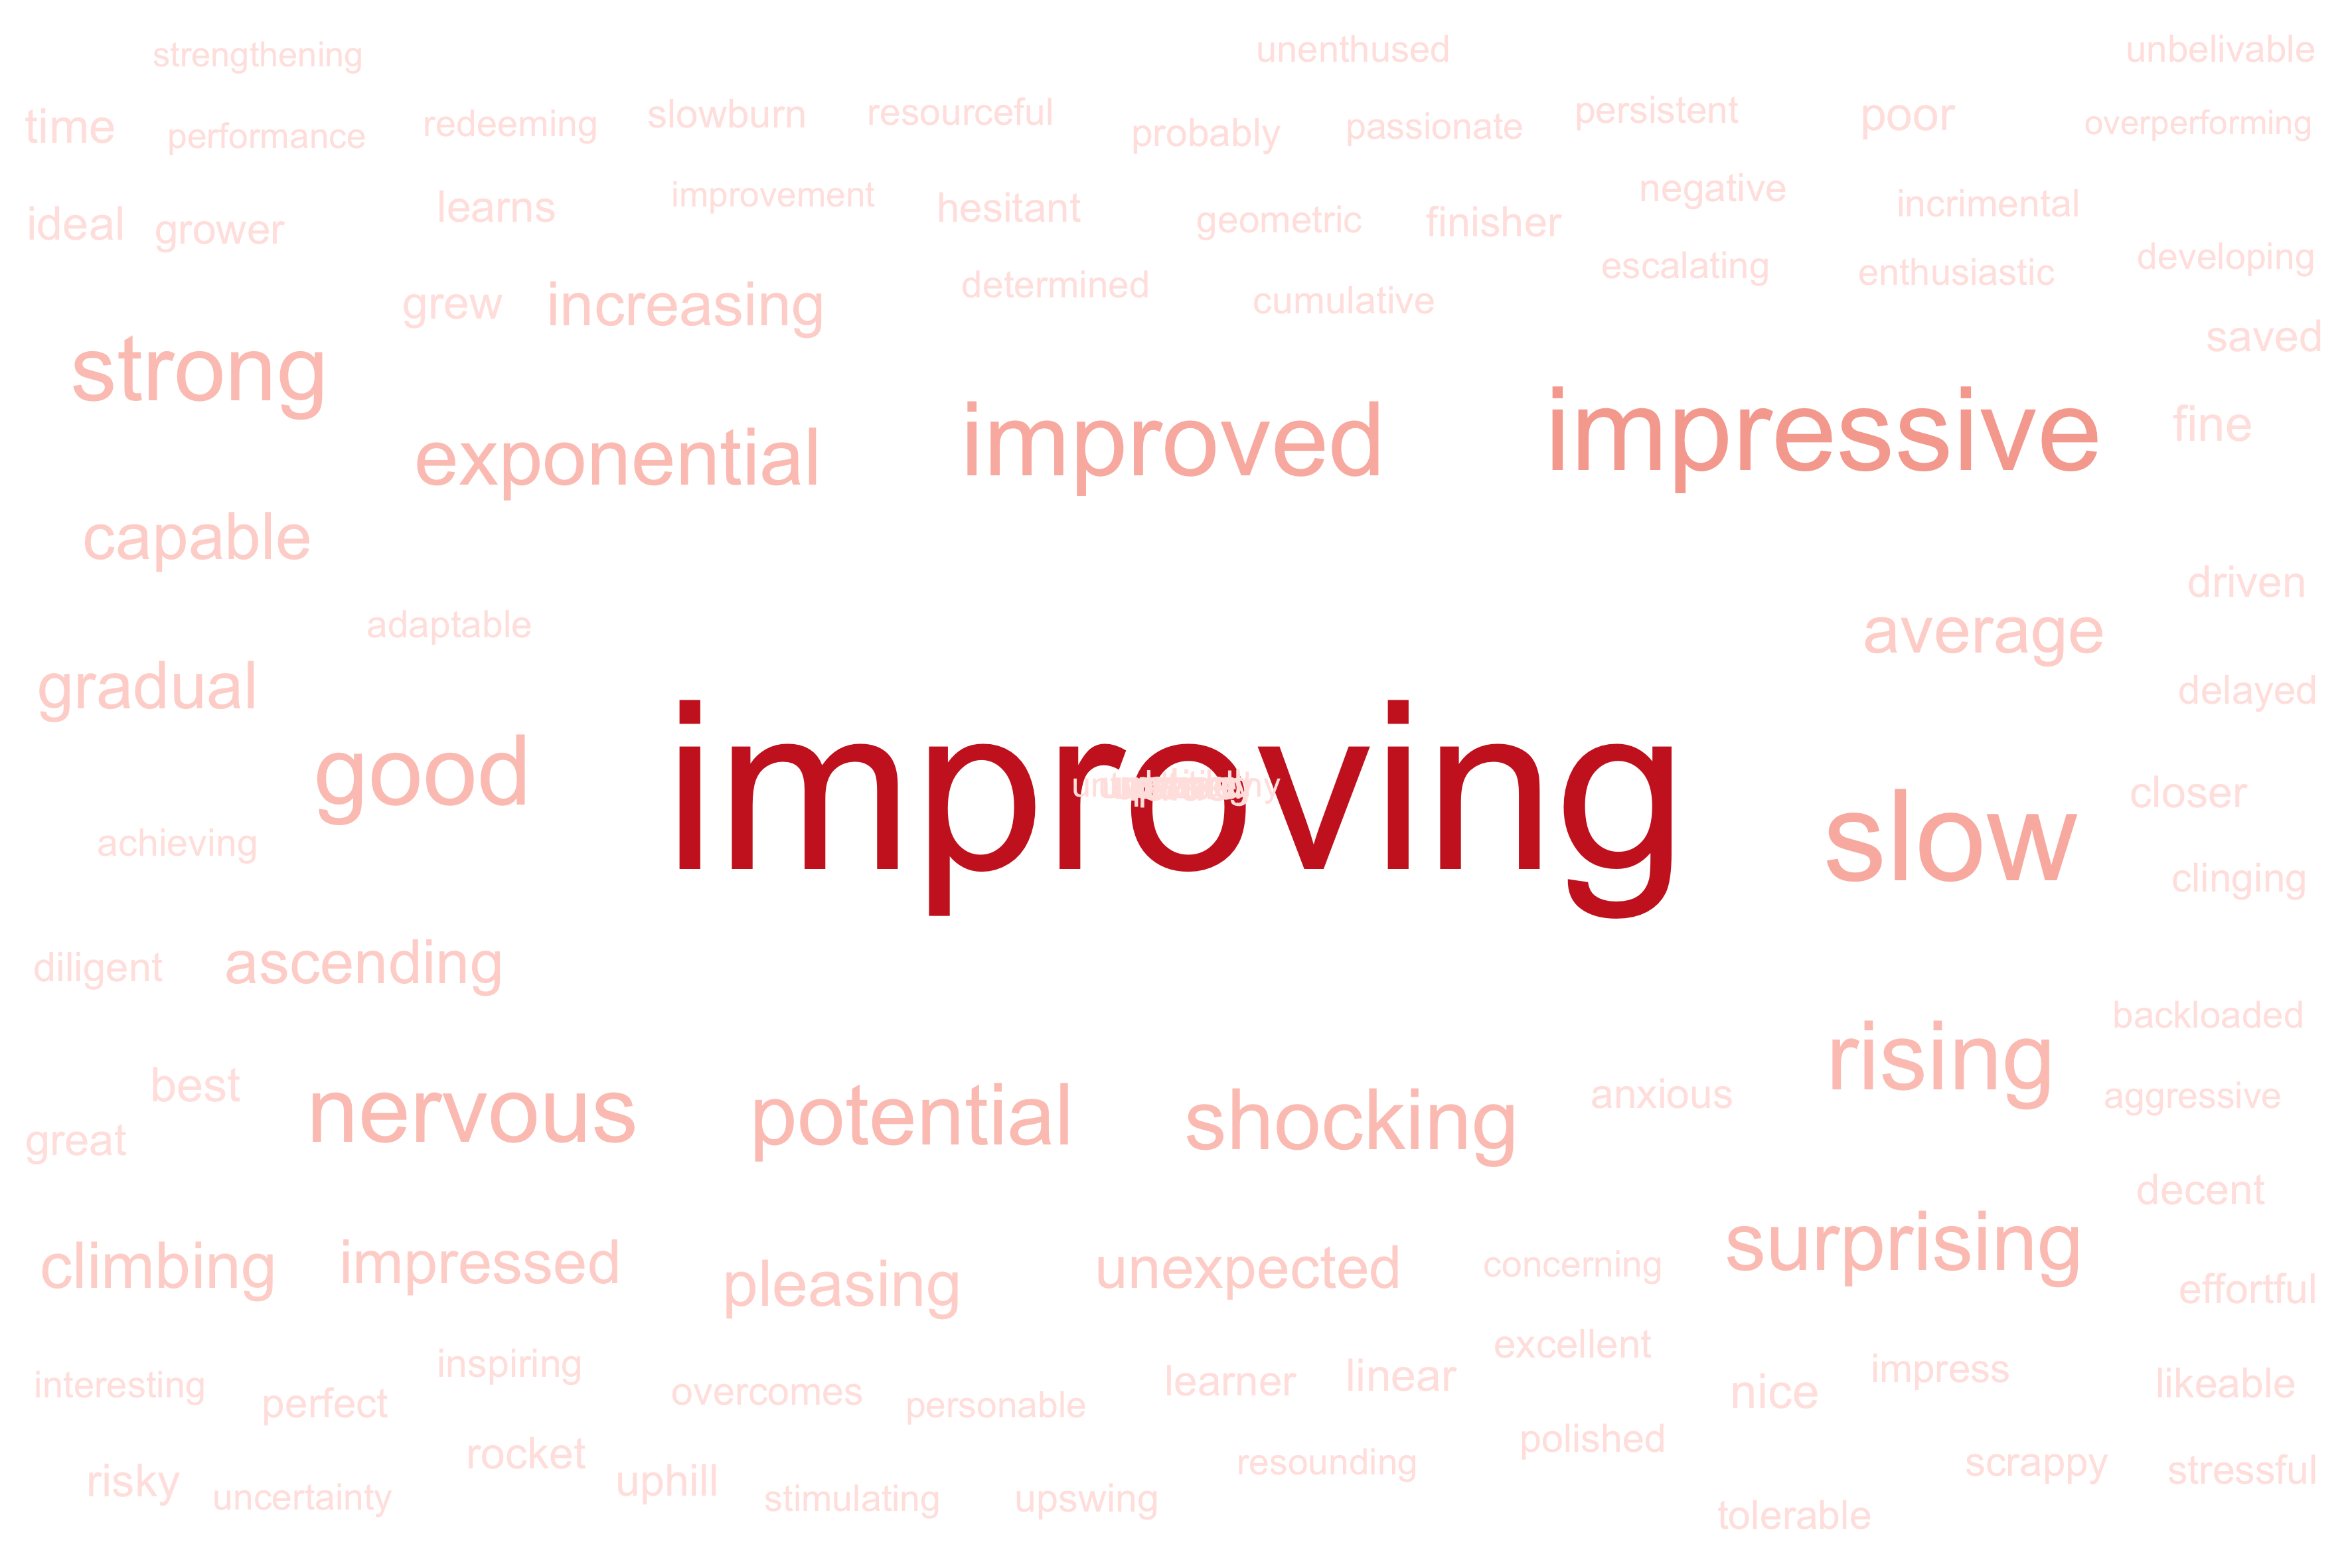 strengthening
unenthused
unbelivable
time
performance
redeeming
slowburn
resourceful
probably
passionate
persistent
poor
overperforming
ideal
grower
learns
improvement
hesitant
geometric
finisher
negative
incrimental
developing
grew
increasing
determined
cumulative
escalating
enthusiastic
saved
strong
exponential
improved
impressive
fine
capable
adaptable
driven
average
gradual
delayed
good
improving
slow
closer
achieving
clinging
diligent
ascending
backloaded
best
nervous
potential
shocking
anxious
rising
aggressive
great
decent
climbing
impressed
pleasing
unexpected
concerning
surprising
effortful
interesting
perfect
inspiring
overcomes
personable
learner
linear
excellent
nice
impress
likeable
risky
uncertainty
rocket
uphill
stimulating
upswing
resounding
polished
scrappy
stressful
tolerable